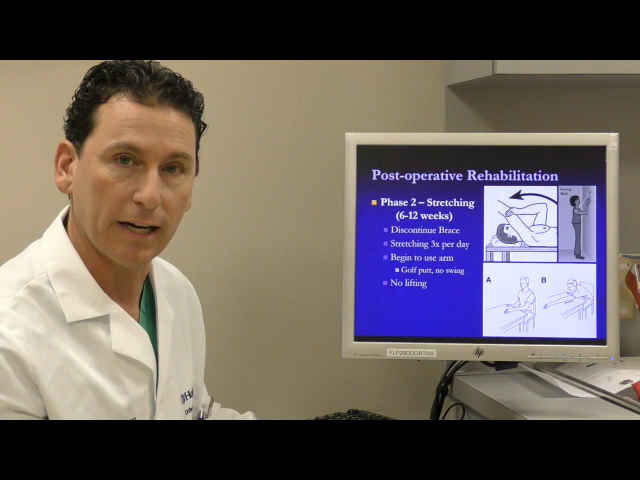 Post-operative Rehabilitation
Phase 2 – Stretching
(6-12 weeks)
Discontinue Brace
Stretching 3x per day
Begin to use arm
Golf putt, no swing
No lifting
A
B
hp